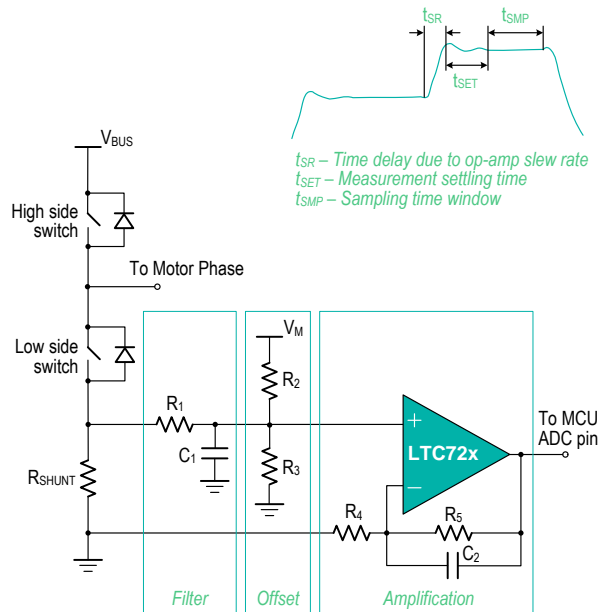 tSR
tSMP
tSET
tSR – Time delay due to op-amp slew rate
tSET – Measurement settling time
tSMP – Sampling time window
VBUS
High side
switch
To Motor Phase
Low side
switch
VM
R2
R1
C1
R3
+
LTC72x
−
To MCU
ADC pin
RSHUNT
R4
R5
C2
Filter
Offset
Amplification